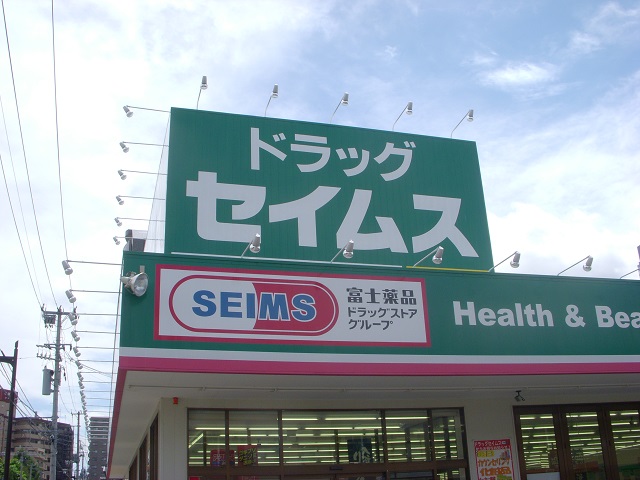 ドラッグ
セイムス
SEIMS
富士薬品
ドラッグストア
グループ
Health & Bea